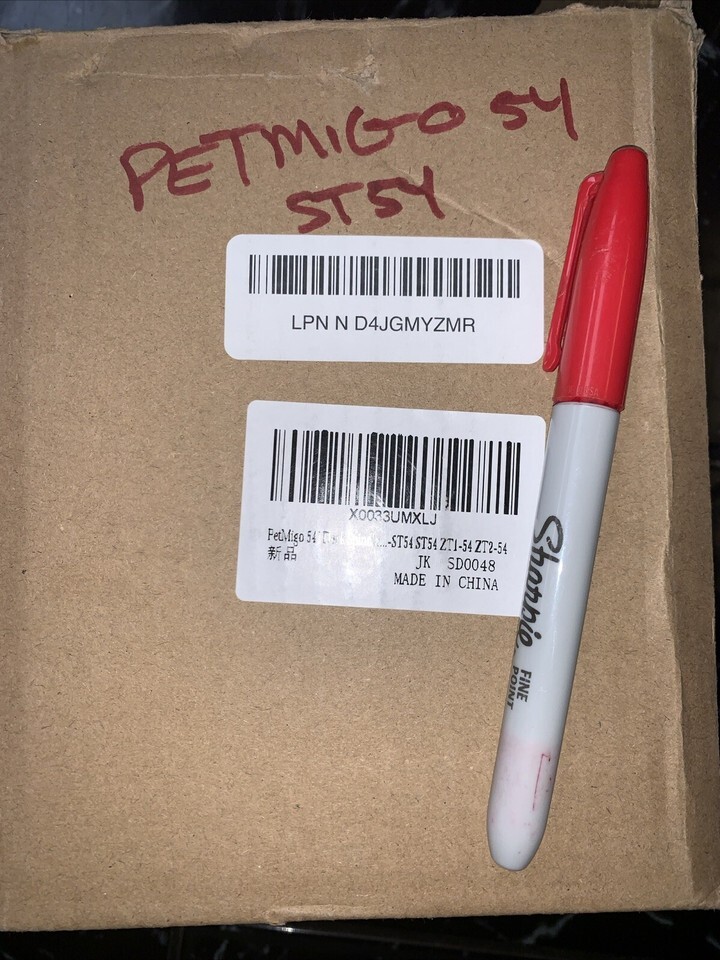 PETMIGO 54
ST54
LPN N D4JGMYZMR
X0033UMXLJ
PetMigo 54" ...-ST54 ST54 ZT1-54 ZT2-54
新品 JK SD0048
MADE IN CHINA
Sharpie
FINE
POINT